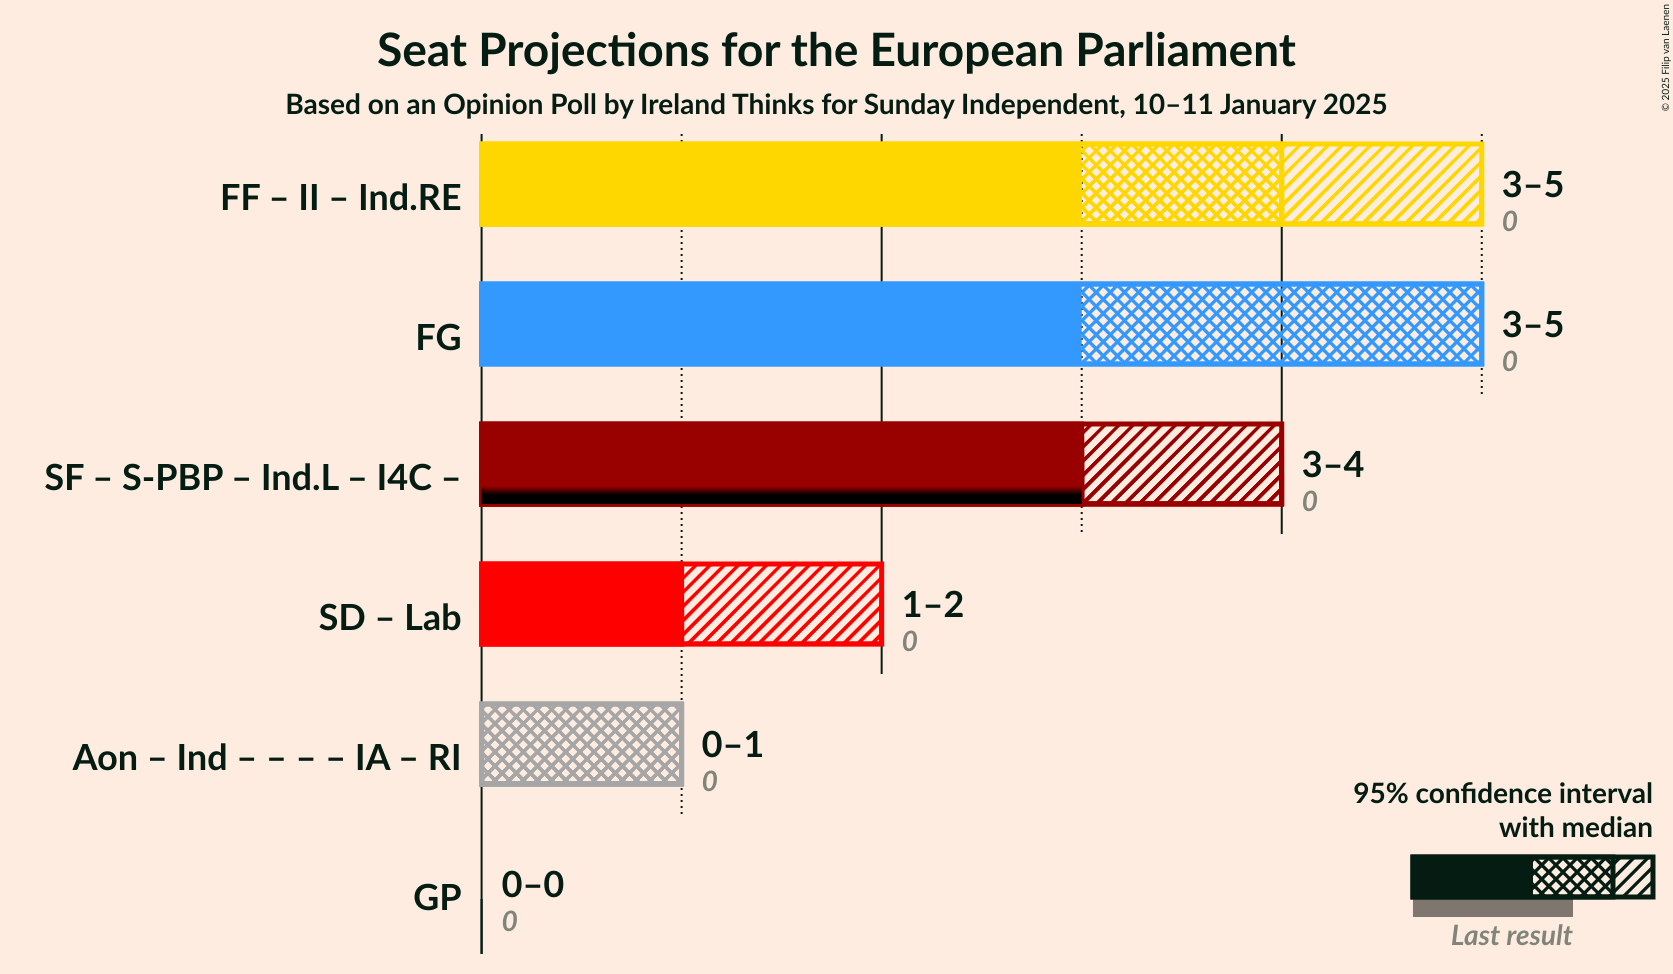 Seat Projections for the European Parliament
Based on an Opinion Poll by Ireland Thinks for Sunday Independent, 10–11 January 2025
© 2025 Filip van Laenen
FF – II – Ind.RE
3–5
0
FG
3–5
0
SF – S-PBP – Ind.L – I4C –
3–4
0
SD – Lab
1–2
0
Aon – Ind – – – – IA – RI
0–1
0
GP
0–0
0
95% confidence interval
with median
Last result